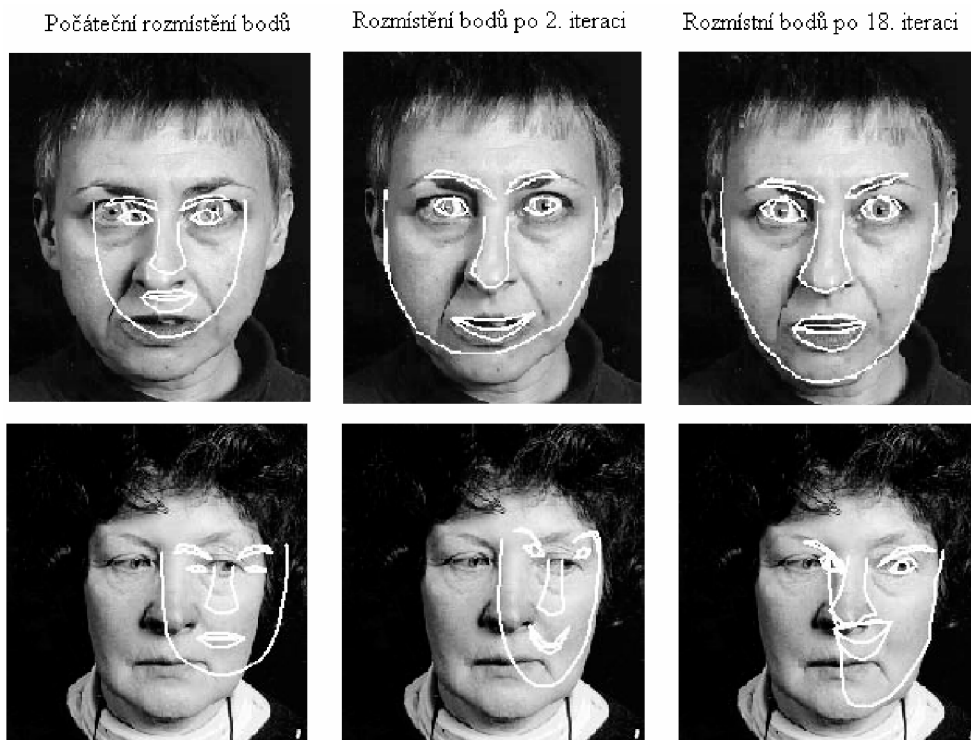 Počáteční rozmístění bodů
Rozmístění bodů po 2. iteraci
Rozmístní bodů po 18. iteraci